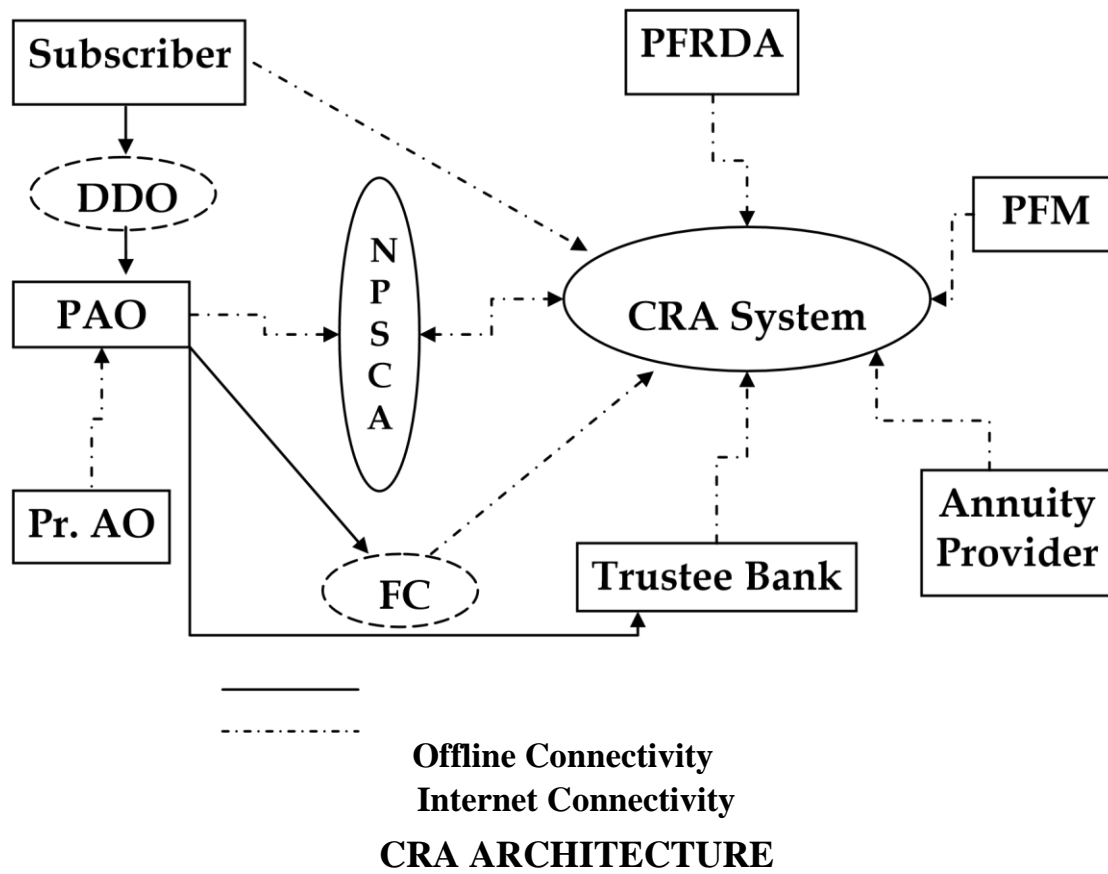 Subscriber
PFRDA
DDO
PFM
N
P
S
C
A
PAO
CRA System
Pr. AO
FC
Trustee Bank
Annuity
Provider
Offline Connectivity
Internet Connectivity
CRA ARCHITECTURE